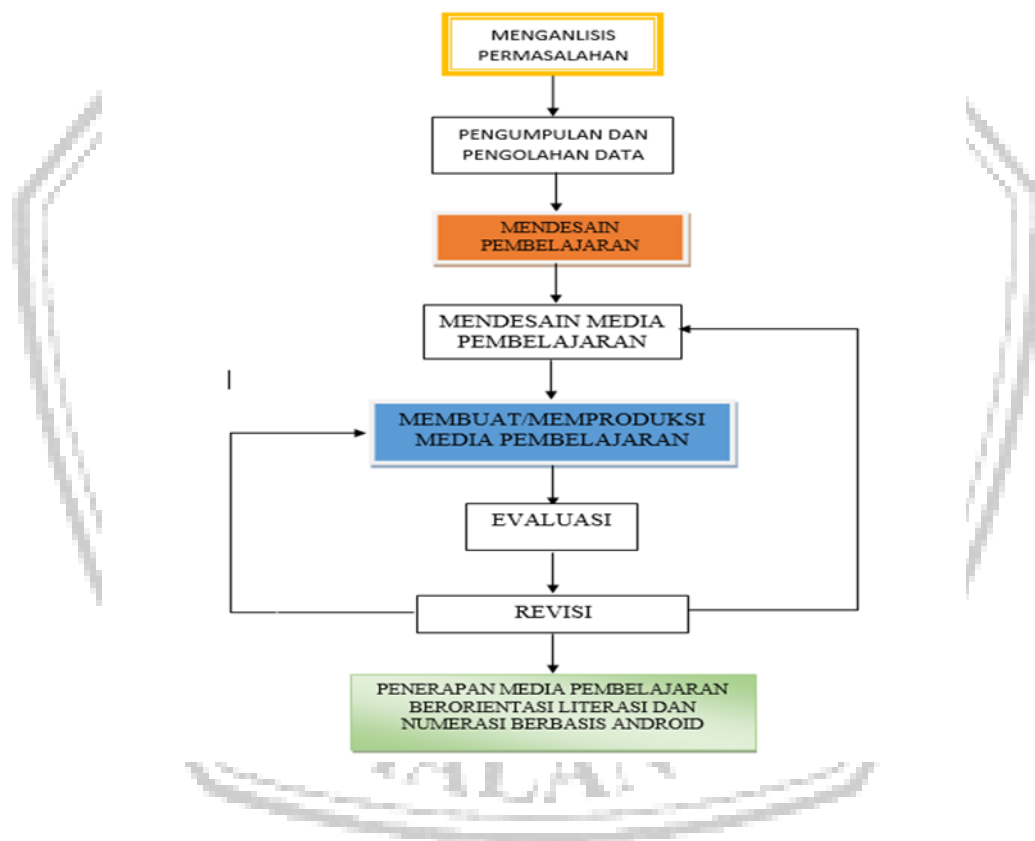 MENGANLISIS
PERMASALAHAN
PENGUMPULAN DAN
PENGOLAHAN DATA
MENDESAIN
PEMBELAJARAN
MENDESAIN MEDIA
PEMBELAJARAN
MEMBUAT/MEMPRODUKSI
MEDIA PEMBELAJARAN
EVALUASI
REVISI
PENERAPAN MEDIA PEMBELAJARAN
BERORIENTASI LITERASI DAN
NUMERASI BERBASIS ANDROID